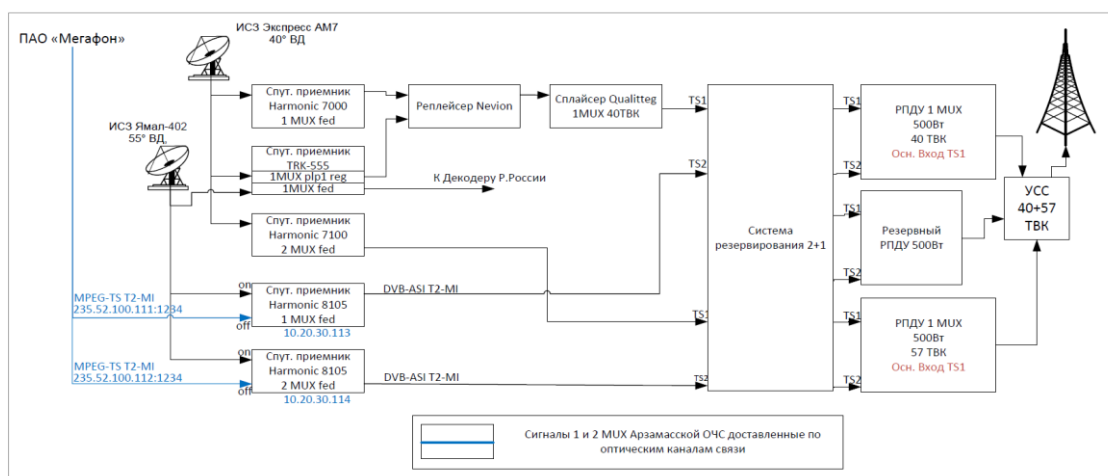 ПАО «Мегафон»
ИСЗ Экспресс АМ7
40° ВД
ИСЗ Ямал-402
55° ВД,
Спут. приемник
Harmonic 7000
1 MUX fed
Реплейсер Nevion
Сплайсер Qualitteg
1MUX 40ТВК
Спут. приемник
TRK-555
1MUX plp1 reg
1MUX fed
К Декодеру Р.России
Спут. приемник
Harmonic 7100
2 MUX fed
MPEG-TS T2-MI
235.52.100.111:1234
on
off
Спут. приемник
Harmonic 8105
1 MUX fed
10.20.30.113
DVB-ASI T2-MI
MPEG-TS T2-MI
235.52.100.112:1234
on
off
Спут. приемник
Harmonic 8105
2 MUX fed
10.20.30.114
DVB-ASI T2-MI
TS1
TS2
TS1
TS2
Система
резервирования 2+1
TS1
TS2
TS1
TS2
TS1
TS2
РПДУ 1 MUX
500Вт
40 ТВК
Осн. Вход TS1
Резервный
РПДУ 500Вт
РПДУ 1 MUX
500Вт
57 ТВК
Осн. Вход TS1
УСС
40+57
ТВК
Сигналы 1 и 2 MUX Арзамасской ОЧС доставленные по
оптическим каналам связи